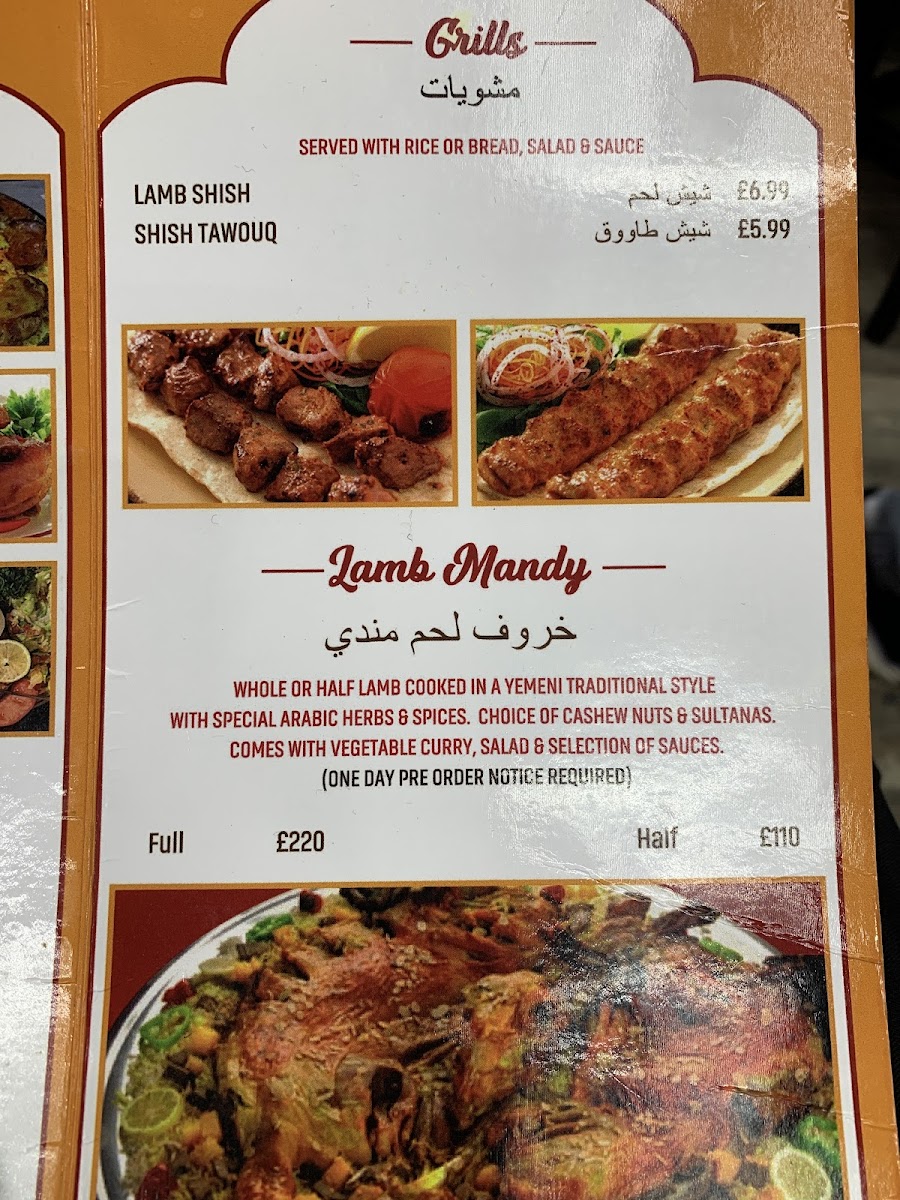 Grills
مشويات
SERVED WITH RICE OR BREAD, SALAD & SAUCE
LAMB SHISH شيش لحم £6.99
SHISH TAWOUQ شيش طاووق £5.99
Lamb Mandy
خروف لحم مندي
WHOLE OR HALF LAMB COOKED IN A YEMENI TRADITIONAL STYLE
WITH SPECIAL ARABIC HERBS & SPICES. CHOICE OF CASHEW NUTS & SULTANAS.
COMES WITH VEGETABLE CURRY, SALAD & SELECTION OF SAUCES.
(ONE DAY PRE ORDER NOTICE REQUIRED)
Full £220 Half £110